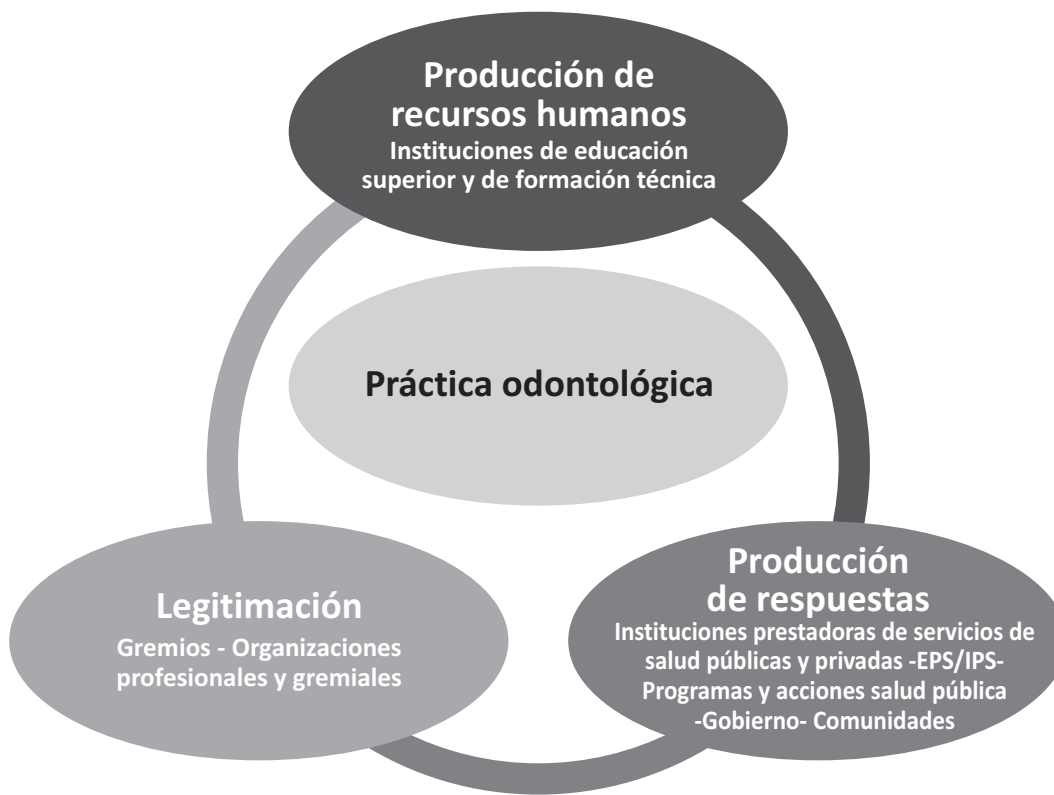 Producción de
recursos humanos
Instituciones de educación
superior y de formación técnica
Práctica odontológica
Legitimación
Gremios - Organizaciones
profesionales y gremiales
Producción
de respuestas
Instituciones prestadoras de servicios de
salud públicas y privadas -EPS/IPS-
Programas y acciones salud pública
-Gobierno- Comunidades